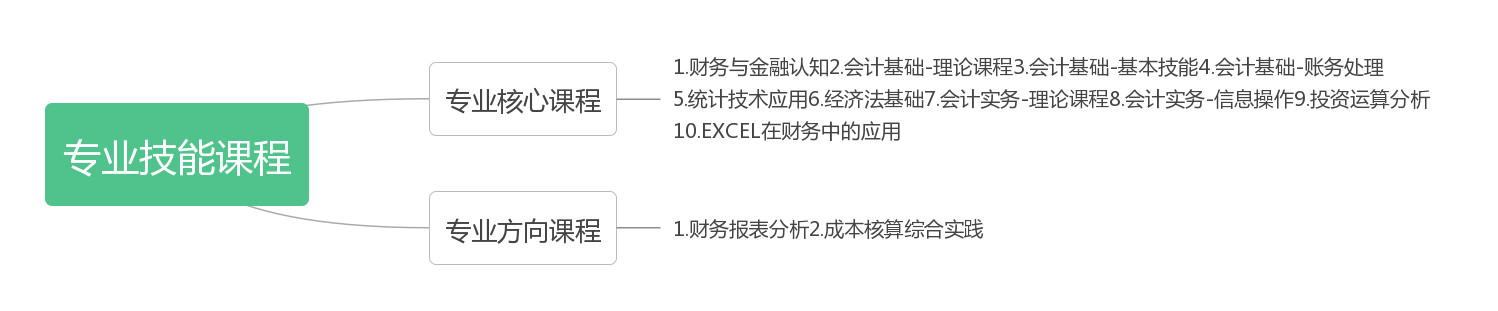 专业技能课程
专业核心课程
1.财务与金融认知2.会计基础-理论课程3.会计基础-基本技能4.会计基础-账务处理
5.统计技术应用6.经济法基础7.会计实务-理论课程8.会计实务-信息操作9.投资运算分析
10.EXCEL在财务中的应用
专业方向课程
1.财务报表分析2.成本核算综合实践